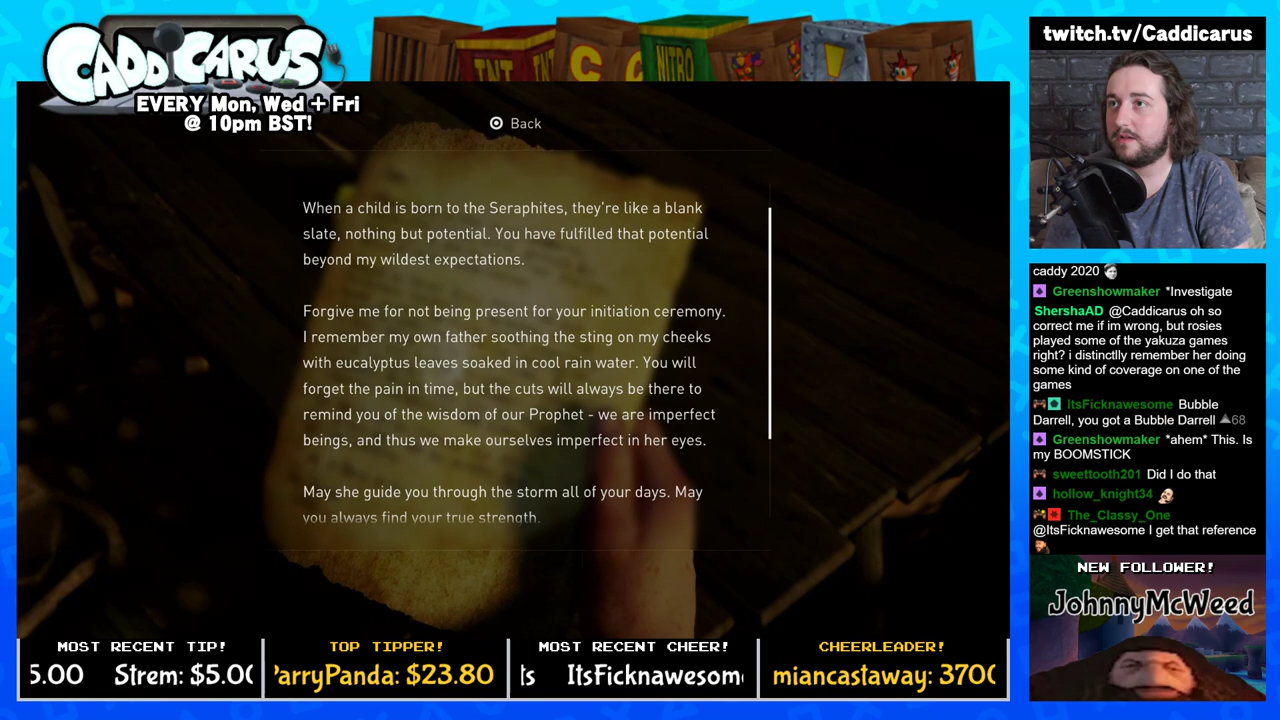 CADDICARUS
EVERY Mon, Wed + Fri
@ 10pm BST!
TNT
TNT
C
NITRO
Back
When a child is born to the Seraphites, they're like a blank
slate, nothing but potential. You have fulfilled that potential
beyond my wildest expectations.
Forgive me for not being present for your initiation ceremony.
I remember my own father soothing the sting on my cheeks
with eucalyptus leaves soaked in cool rain water. You will
forget the pain in time, but the cuts will always be there to
remind you of the wisdom of our Prophet - we are imperfect
beings, and thus we make ourselves imperfect in her eyes.
May she guide you through the storm all of your days. May
you always find your true strength.
twitch.tv/Caddicarus
caddy 2020
Greenshowmaker *Investigate
ShershaAD @Caddicarus oh so
correct me if im wrong, but rosies
played some of the yakuza games
right? i distinctlly remember her doing
some kind of coverage on one of the
games
ItsFicknawesome Bubble
Darrell, you got a Bubble Darrell 68
Greenshowmaker *ahem* This. Is
my BOOMSTICK
sweettooth201 Did I do that
hollow_knight34
The_Classy_One
@ItsFicknawesome I get that reference
NEW FOLLOWER!
JohnnyMcWeed
MOST RECENT TIP!
5.00 Strem: $5.00
TOP TIPPER!
arryPanda: $23.80
MOST RECENT CHEER!
ts ItsFicknawesom
CHEERLEADER!
miancastaway: 3700